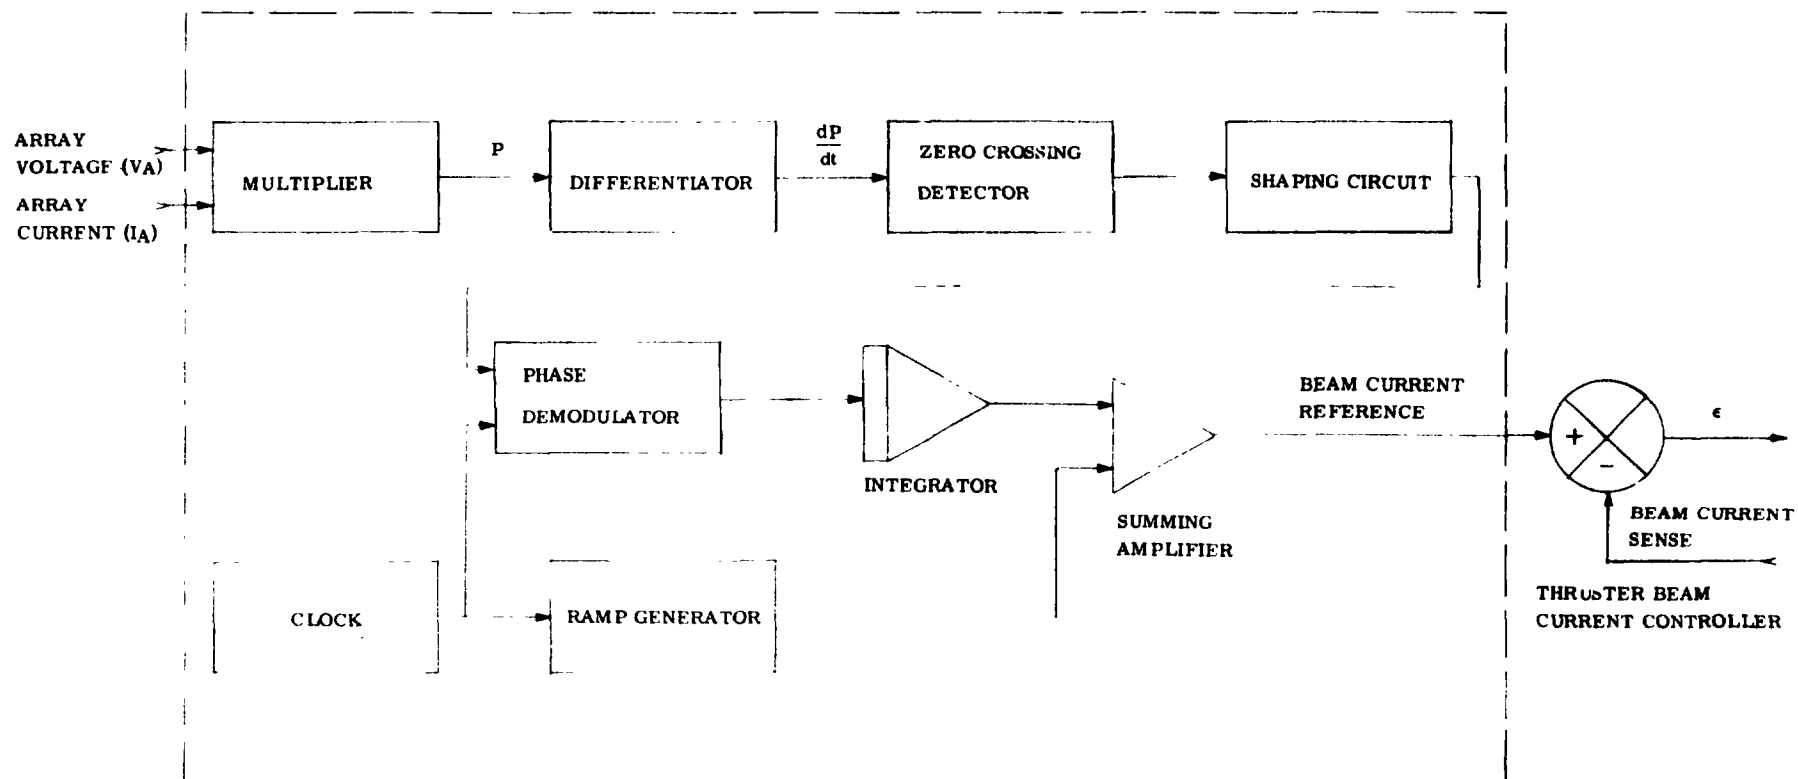 ARRAY
VOLTAGE (VA)
ARRAY
CURRENT (IA)
MULTIPLIER
P
DIFFERENTIATOR
dP
dt
ZERO CROSSING
DETECTOR
SHAPING CIRCUIT
PHASE
DEMODULATOR
INTEGRATOR
SUMMING
AMPLIFIER
BEAM CURRENT
REFERENCE
+
−
ϵ
BEAM CURRENT
SENSE
THRUSTER BEAM
CURRENT CONTROLLER
CLOCK
RAMP GENERATOR